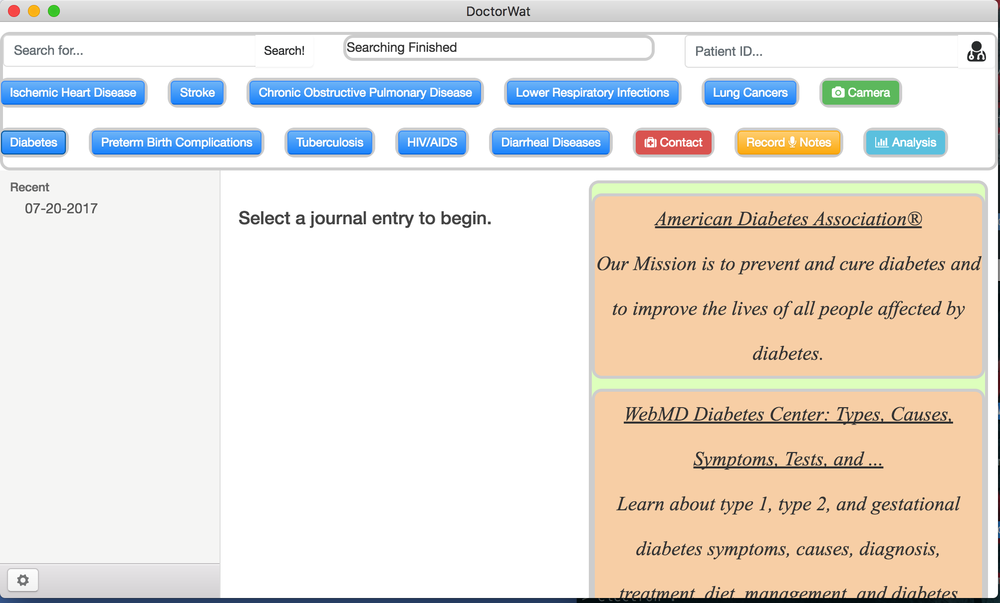 DoctorWat
Search for...
Search!
Searching Finished
Patient ID...
Ischemic Heart Disease
Stroke
Chronic Obstructive Pulmonary Disease
Lower Respiratory Infections
Lung Cancers
Camera
Diabetes
Preterm Birth Complications
Tuberculosis
HIV/AIDS
Diarrheal Diseases
Contact
Record Notes
Analysis
Recent
07-20-2017
Select a journal entry to begin.
American Diabetes Association®
Our Mission is to prevent and cure diabetes and
to improve the lives of all people affected by
diabetes.
WebMD Diabetes Center: Types, Causes,
Symptoms, Tests, and ...
Learn about type 1, type 2, and gestational
diabetes symptoms, causes, diagnosis,
treatment, diet, management, and diabetes